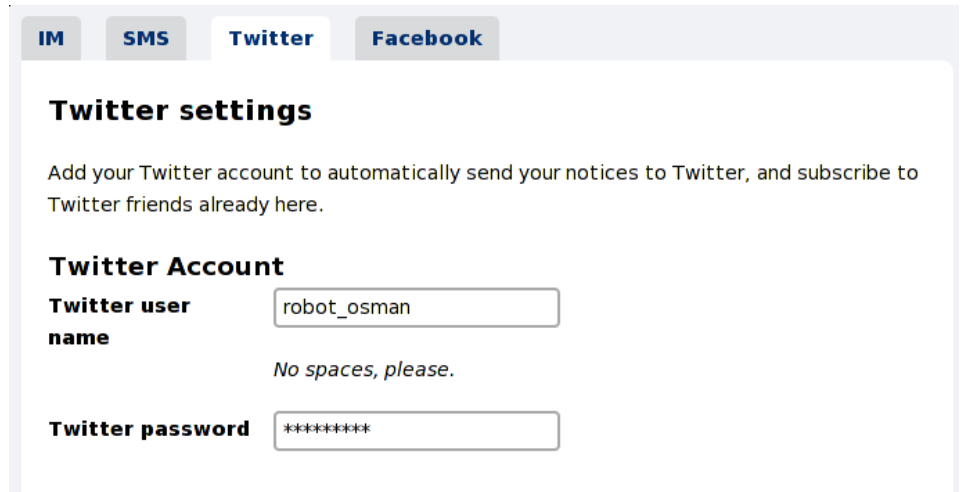 IM SMS Twitter Facebook
Twitter settings
Add your Twitter account to automatically send your notices to Twitter, and subscribe to
Twitter friends already here.
Twitter Account
Twitter user robot_osman
name
No spaces, please.
Twitter password *********